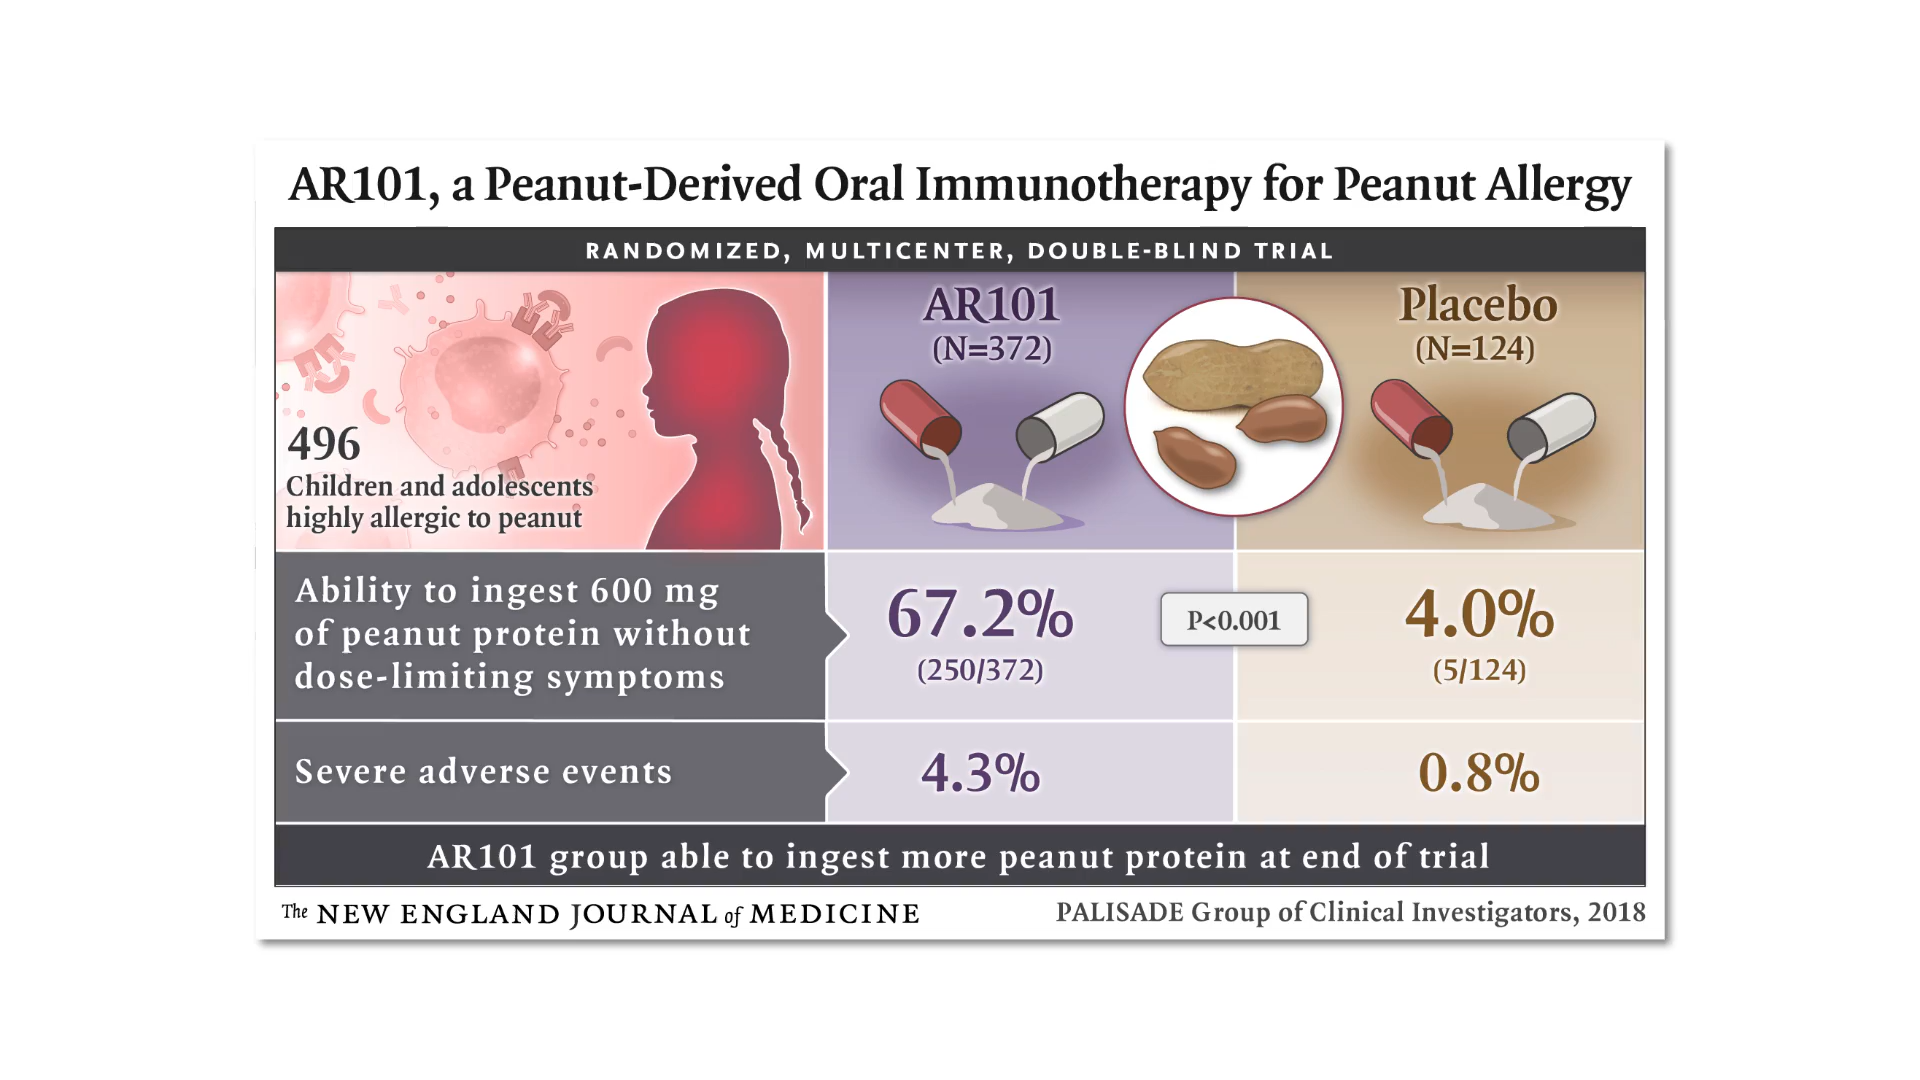 AR101, a Peanut-Derived Oral Immunotherapy for Peanut Allergy
RANDOMIZED, MULTICENTER, DOUBLE-BLIND TRIAL
496
Children and adolescents
highly allergic to peanut
AR101
(N=372)
Placebo
(N=124)
Ability to ingest 600 mg
of peanut protein without
dose-limiting symptoms
67.2%
(250/372)
P<0.001
4.0%
(5/124)
Severe adverse events
4.3%
0.8%
AR101 group able to ingest more peanut protein at end of trial
The NEW ENGLAND JOURNAL of MEDICINE
PALISADE Group of Clinical Investigators, 2018